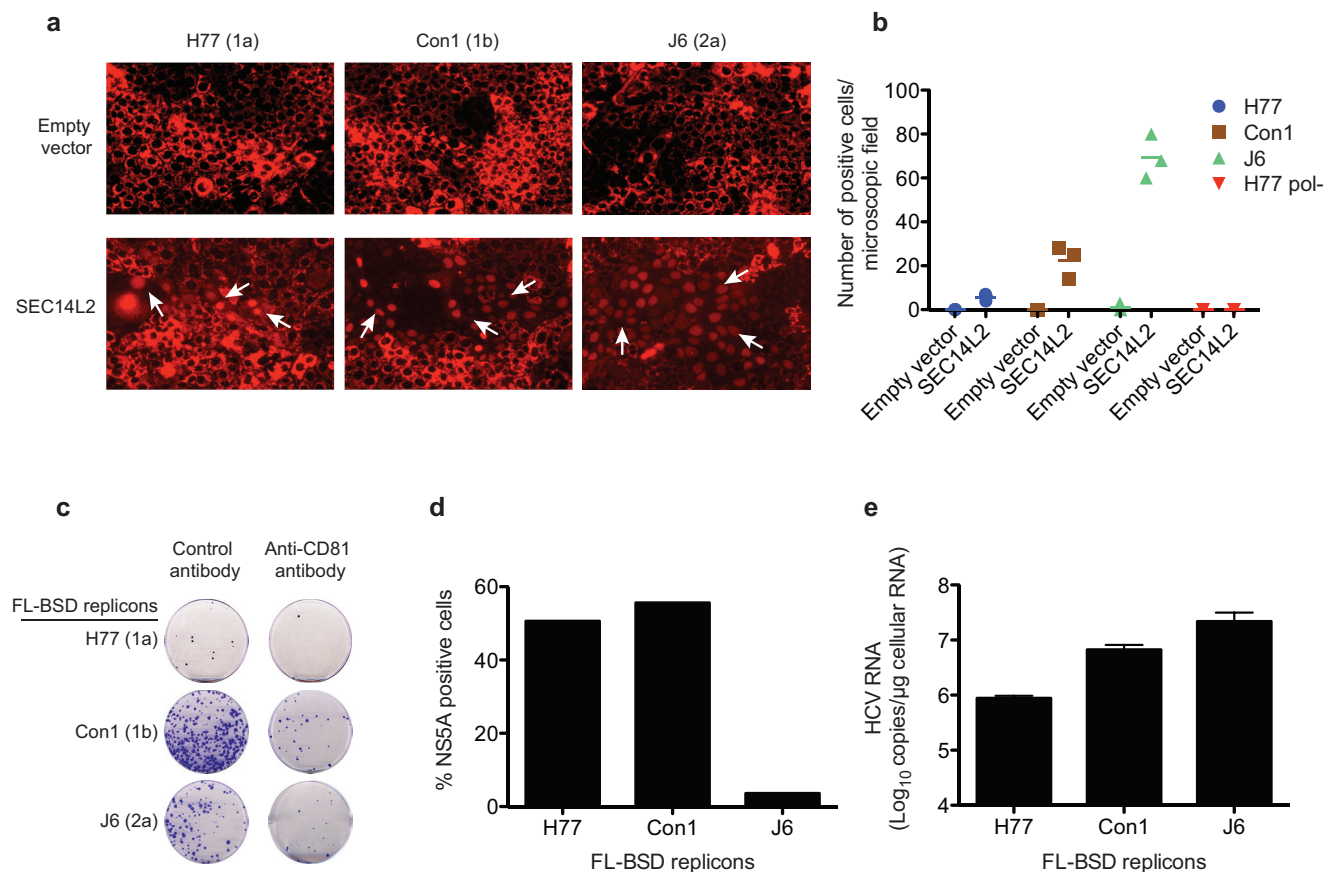 a
H77 (1a)
Con1 (1b)
J6 (2a)
Empty
vector
SEC14L2
b
Number of positive cells/
microscopic field
100
80
60
40
20
0
H77
Con1
J6
H77 pol-
Empty vector
SEC14L2
Empty vector
SEC14L2
Empty vector
SEC14L2
Empty vector
SEC14L2
c
Control
antibody
Anti-CD81
antibody
FL-BSD replicons
H77 (1a)
Con1 (1b)
J6 (2a)
d
% NS5A positive cells
60
40
20
0
H77
Con1
J6
FL-BSD replicons
e
HCV RNA
(Log10 copies/µg cellular RNA)
8
7
6
5
4
H77
Con1
J6
FL-BSD replicons